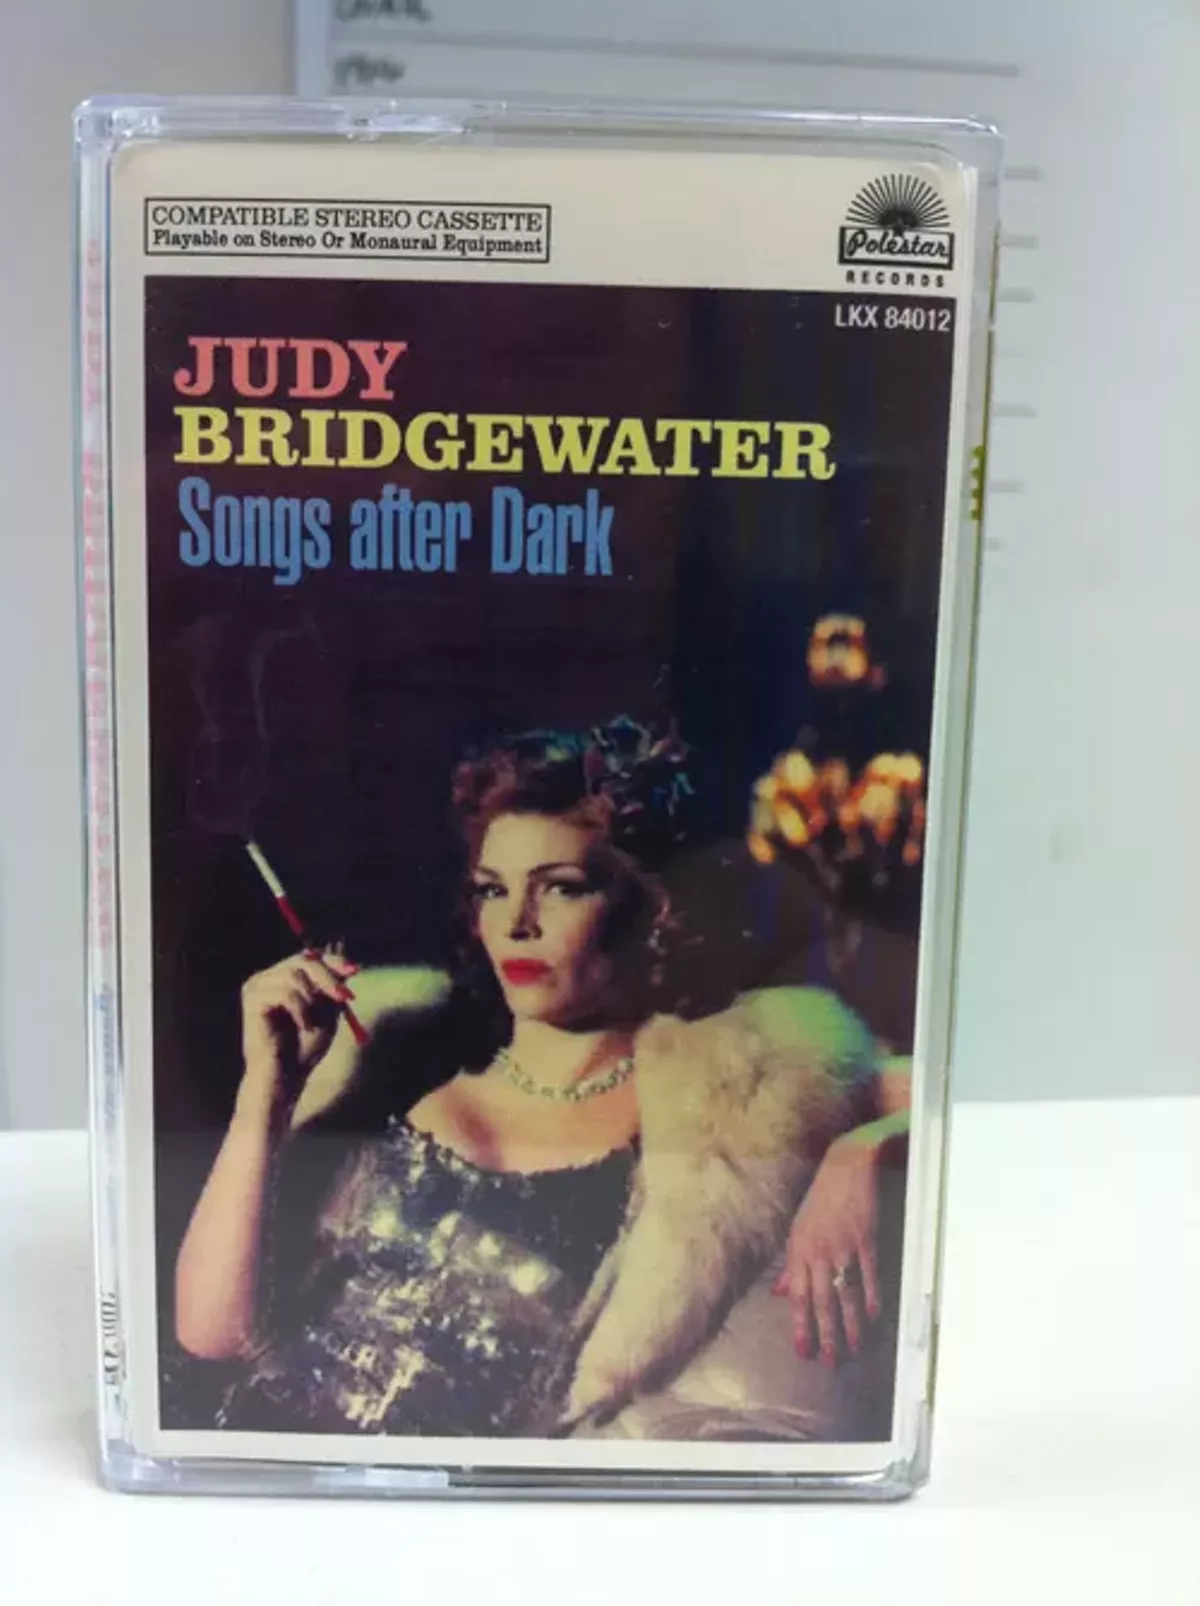 COMPATIBLE STEREO CASSETTE
Playable on Stereo Or Monaural Equipment
Polestar
RECORDS
LKX 84012
JUDY
BRIDGEWATER
Songs after Dark